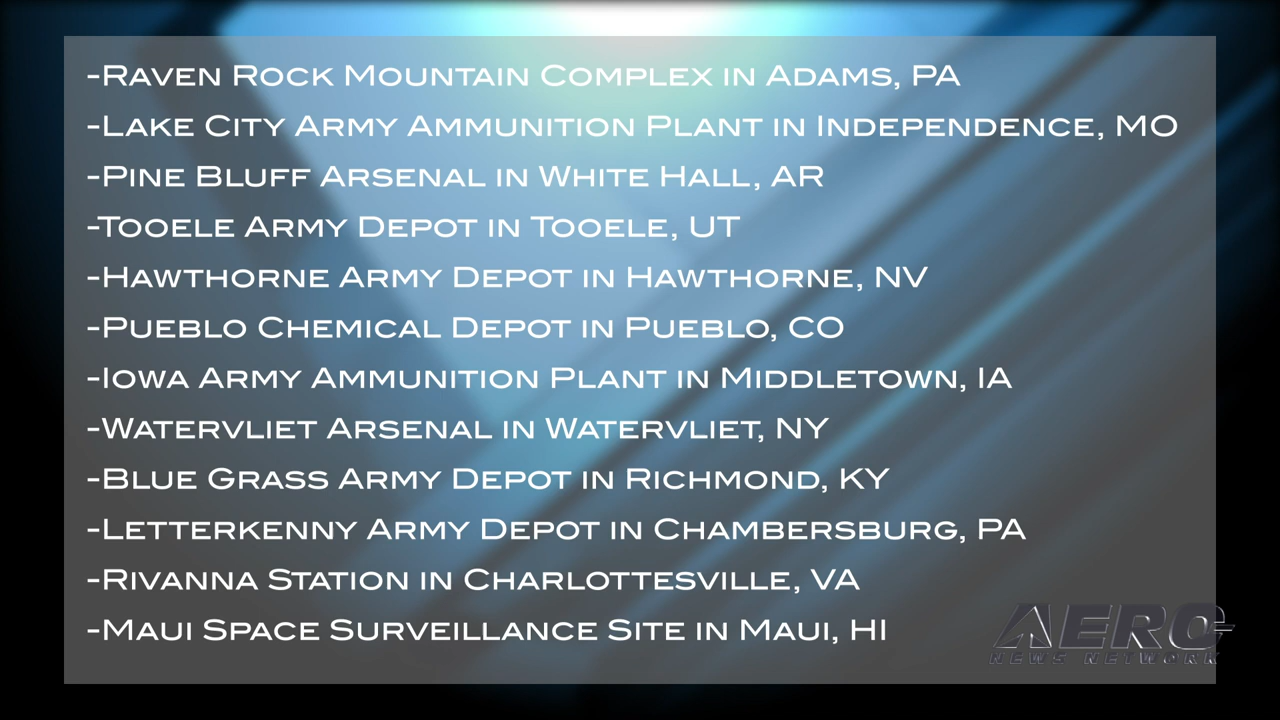 -Raven Rock Mountain Complex in Adams, PA
-Lake City Army Ammunition Plant in Independence, MO
-Pine Bluff Arsenal in White Hall, AR
-Tooele Army Depot in Tooele, UT
-Hawthorne Army Depot in Hawthorne, NV
-Pueblo Chemical Depot in Pueblo, CO
-Iowa Army Ammunition Plant in Middletown, IA
-Watervliet Arsenal in Watervliet, NY
-Blue Grass Army Depot in Richmond, KY
-Letterkenny Army Depot in Chambersburg, PA
-Rivanna Station in Charlottesville, VA
-Maui Space Surveillance Site in Maui, HI
AERO
NEWS NETWORK